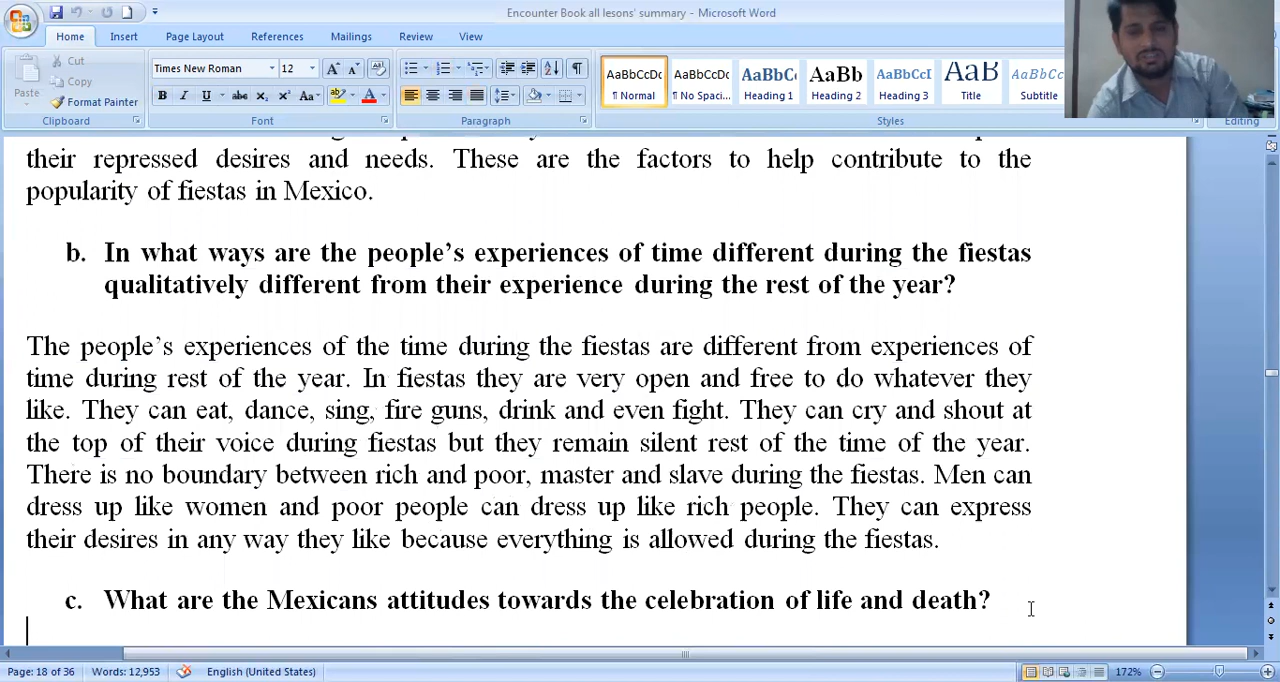 Encounter Book all lesons' summary - Microsoft Word
Home Insert Page Layout References Mailings Review View
Paste
Cut
Copy
Format Painter
Clipboard
Times New Roman 12
Font
Paragraph
AaBbCcDc AaBbCcDc AaBbCcI AaBbC AaBbCcI AaB AaBbCcL
¶ Normal ¶ No Spaci... Heading 1 Heading 2 Heading 3 Title Subtitle
Styles
Editing
their repressed desires and needs. These are the factors to help contribute to the
popularity of fiestas in Mexico.
b. In what ways are the people's experiences of time different during the fiestas
qualitatively different from their experience during the rest of the year?
The people's experiences of the time during the fiestas are different from experiences of
time during rest of the year. In fiestas they are very open and free to do whatever they
like. They can eat, dance, sing, fire guns, drink and even fight. They can cry and shout at
the top of their voice during fiestas but they remain silent rest of the time of the year.
There is no boundary between rich and poor, master and slave during the fiestas. Men can
dress up like women and poor people can dress up like rich people. They can express
their desires in any way they like because everything is allowed during the fiestas.
c. What are the Mexicans attitudes towards the celebration of life and death?
Page: 18 of 36 Words: 12,953 English (United States) 172%